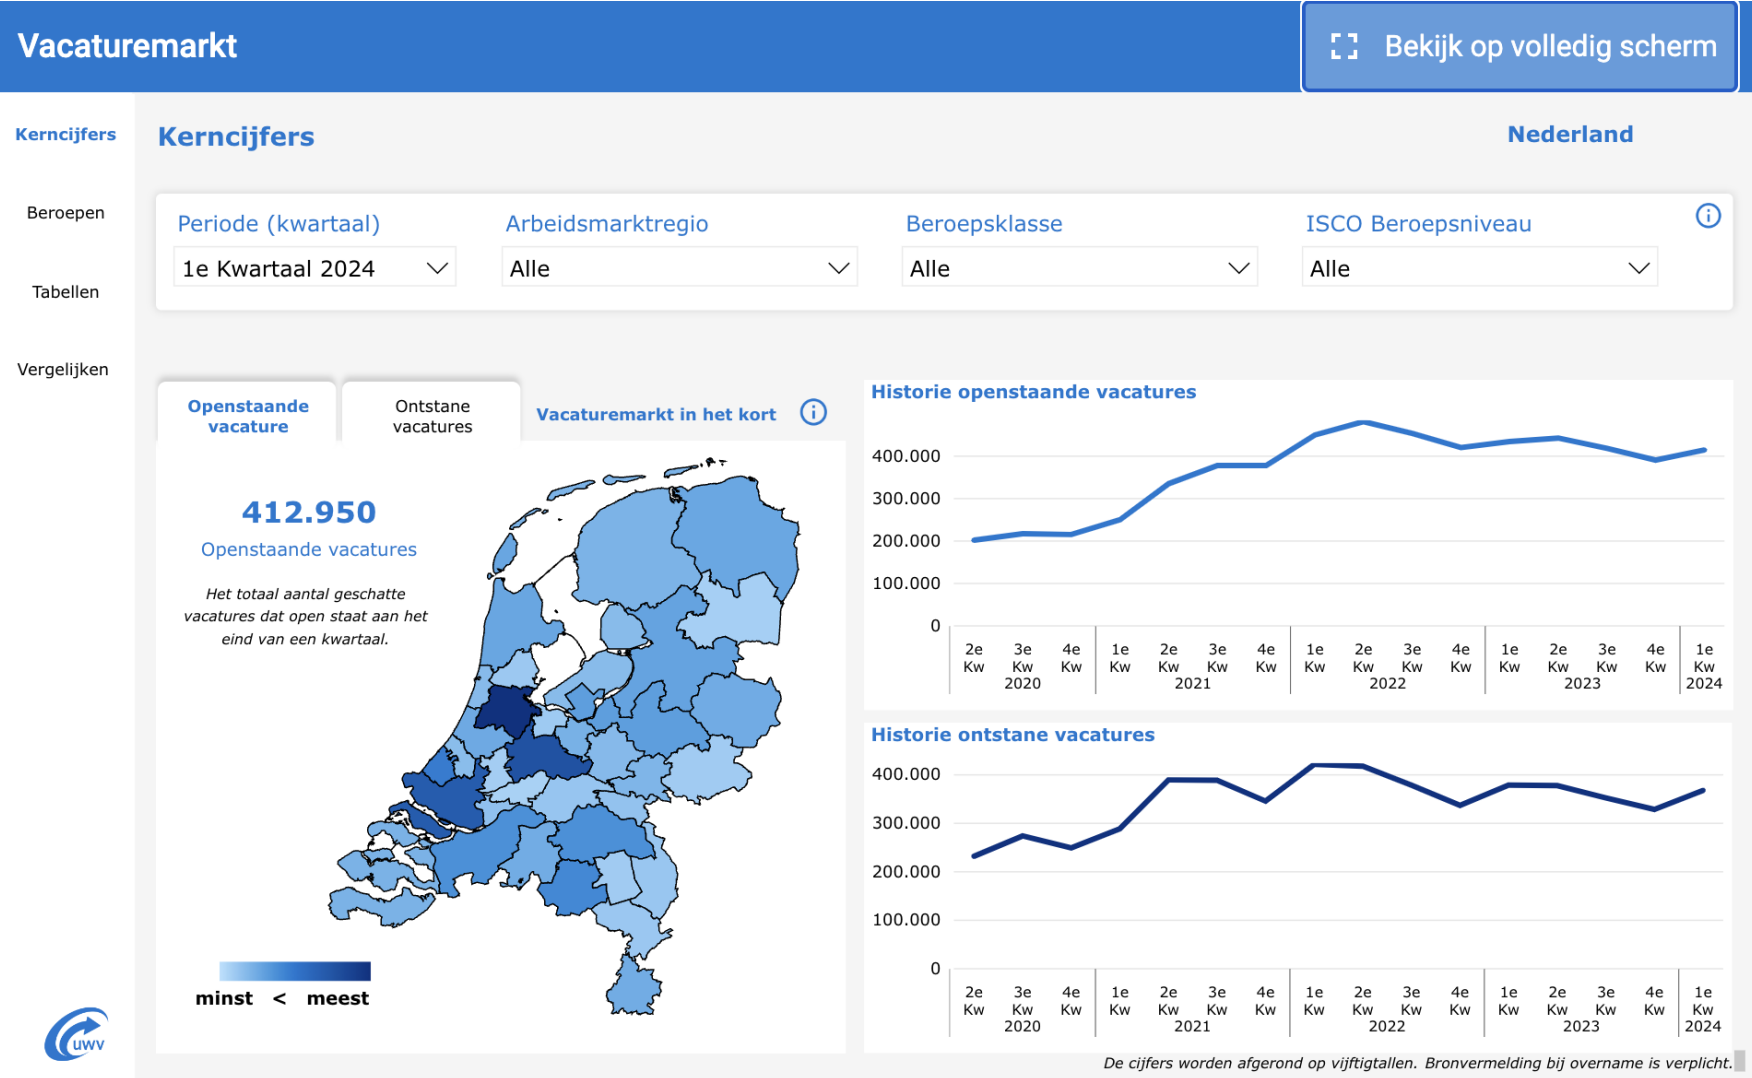 Vacaturemarkt
Bekijk op volledig scherm
Kerncijfers
Beroepen
Tabellen
Vergelijken
Kerncijfers
Nederland
Periode (kwartaal)
1e Kwartaal 2024
Arbeidsmarktregio
Alle
Beroepsklasse
Alle
ISCO Beroepsniveau
Alle
Openstaande
vacature
Ontstane
vacatures
Vacaturemarkt in het kort
412.950
Openstaande vacatures
Het totaal aantal geschatte
vacatures dat open staat aan het
eind van een kwartaal.
minst < meest
uwv
Historie openstaande vacatures
400.000
300.000
200.000
100.000
0
2e 3e 4e 1e 2e 3e 4e 1e 2e 3e 4e 1e 2e 3e 4e 1e
Kw Kw Kw Kw Kw Kw Kw Kw Kw Kw Kw Kw Kw Kw Kw Kw
2020 2021 2022 2023 2024
Historie ontstane vacatures
400.000
300.000
200.000
100.000
0
2e 3e 4e 1e 2e 3e 4e 1e 2e 3e 4e 1e 2e 3e 4e 1e
Kw Kw Kw Kw Kw Kw Kw Kw Kw Kw Kw Kw Kw Kw Kw Kw
2020 2021 2022 2023 2024
De cijfers worden afgerond op vijftigtallen. Bronvermelding bij overname is verplicht.